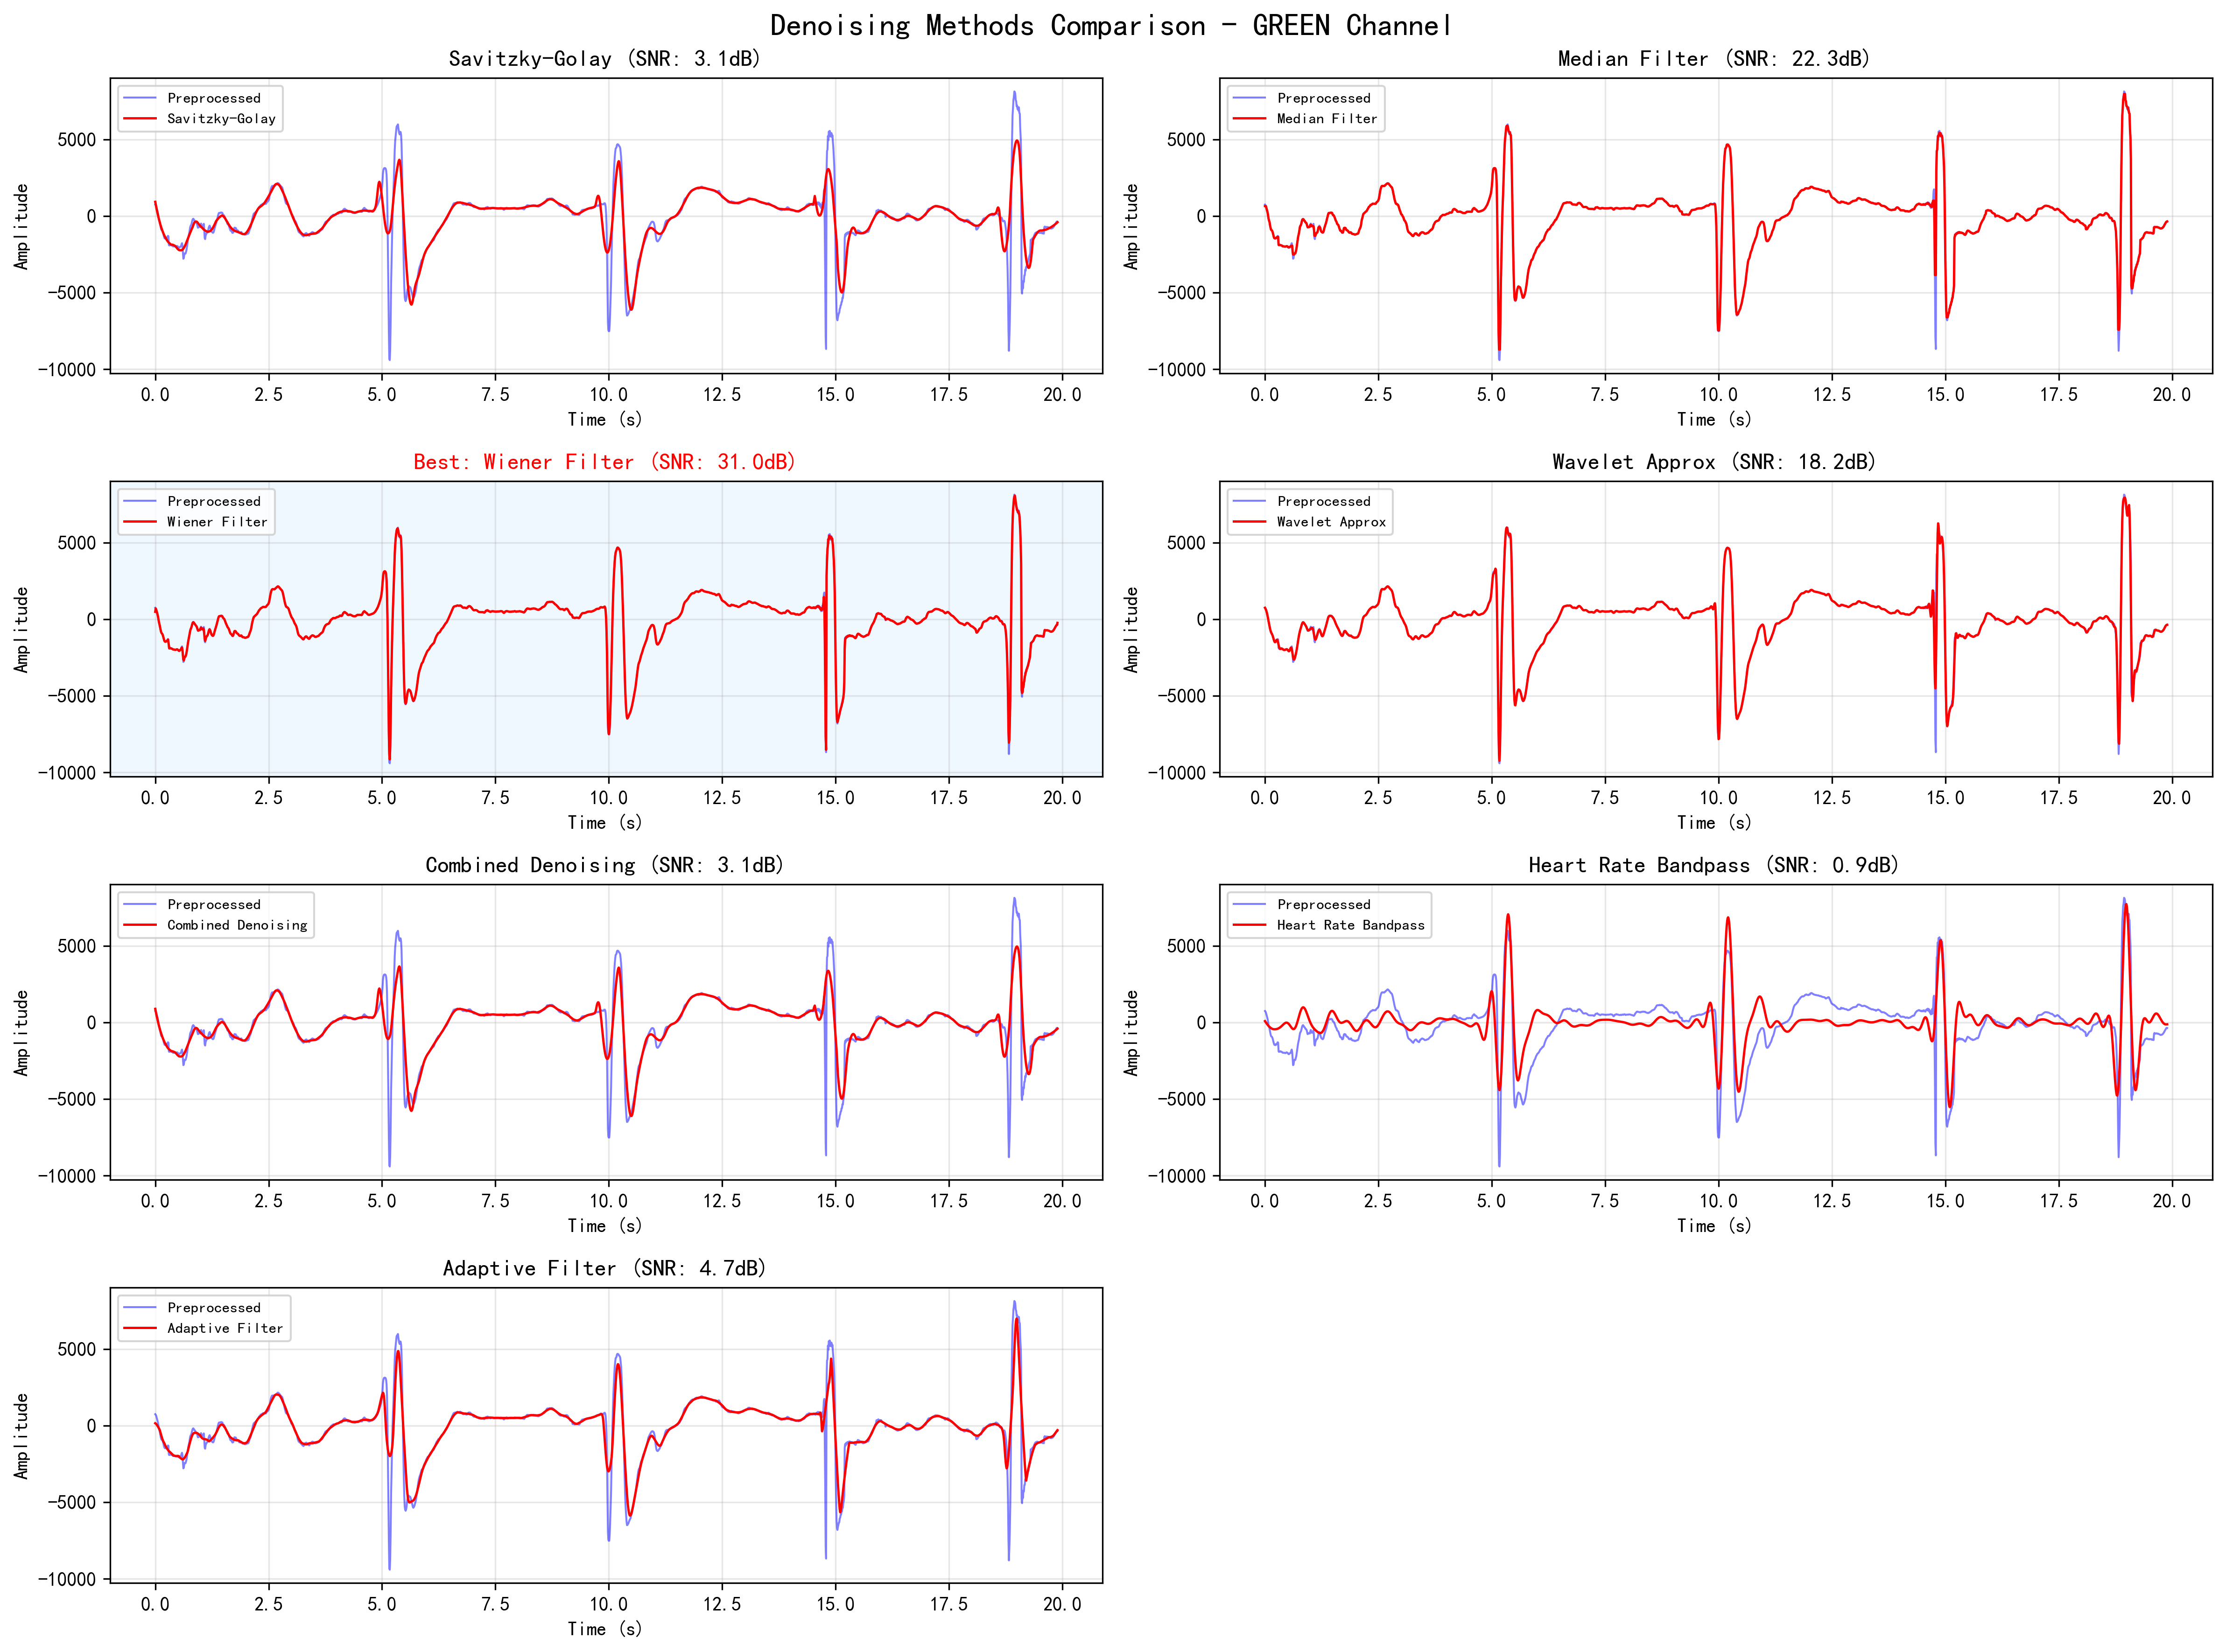 Denoising Methods Comparison - GREEN Channel
Savitzky-Golay (SNR: 3.1dB)
Preprocessed
Savitzky-Golay
Amplitude
5000
0
-5000
-10000
0.0 2.5 5.0 7.5 10.0 12.5 15.0 17.5 20.0
Time (s)
Median Filter (SNR: 22.3dB)
Preprocessed
Median Filter
Amplitude
5000
0
-5000
-10000
0.0 2.5 5.0 7.5 10.0 12.5 15.0 17.5 20.0
Time (s)
Best: Wiener Filter (SNR: 31.0dB)
Preprocessed
Wiener Filter
Amplitude
5000
0
-5000
-10000
0.0 2.5 5.0 7.5 10.0 12.5 15.0 17.5 20.0
Time (s)
Wavelet Approx (SNR: 18.2dB)
Preprocessed
Wavelet Approx
Amplitude
5000
0
-5000
-10000
0.0 2.5 5.0 7.5 10.0 12.5 15.0 17.5 20.0
Time (s)
Combined Denoising (SNR: 3.1dB)
Preprocessed
Combined Denoising
Amplitude
5000
0
-5000
-10000
0.0 2.5 5.0 7.5 10.0 12.5 15.0 17.5 20.0
Time (s)
Heart Rate Bandpass (SNR: 0.9dB)
Preprocessed
Heart Rate Bandpass
Amplitude
5000
0
-5000
-10000
0.0 2.5 5.0 7.5 10.0 12.5 15.0 17.5 20.0
Time (s)
Adaptive Filter (SNR: 4.7dB)
Preprocessed
Adaptive Filter
Amplitude
5000
0
-5000
-10000
0.0 2.5 5.0 7.5 10.0 12.5 15.0 17.5 20.0
Time (s)